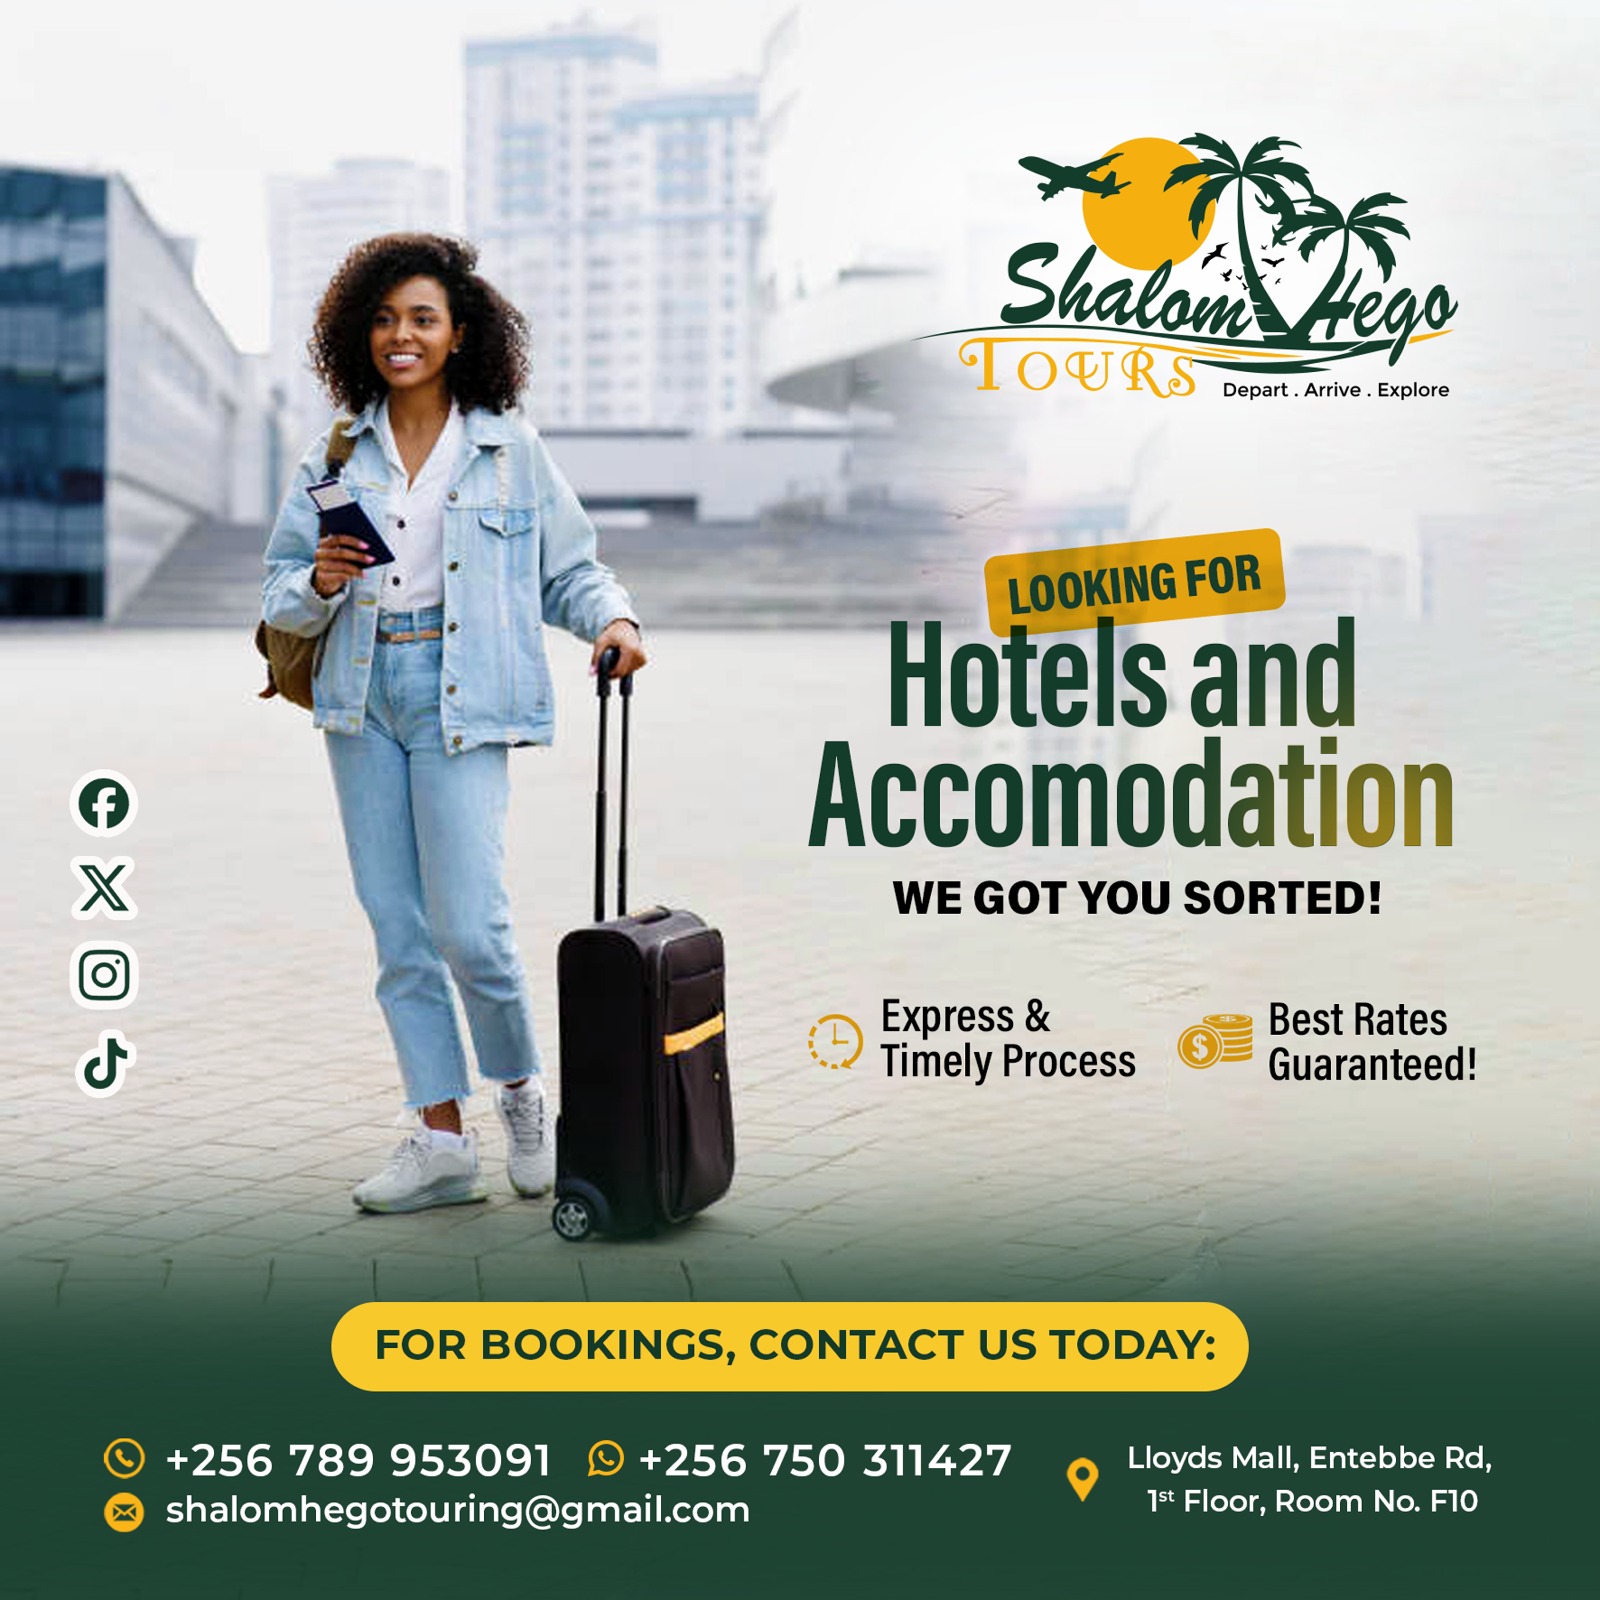 Shalom Hego
TOURS
Depart . Arrive . Explore
LOOKING FOR
Hotels and
Accomodation
WE GOT YOU SORTED!
Express &
Timely Process
Best Rates
Guaranteed!
FOR BOOKINGS, CONTACT US TODAY:
+256 789 953091
+256 750 311427
shalomhegotouring@gmail.com
Lloyds Mall, Entebbe Rd,
1st Floor, Room No. F10